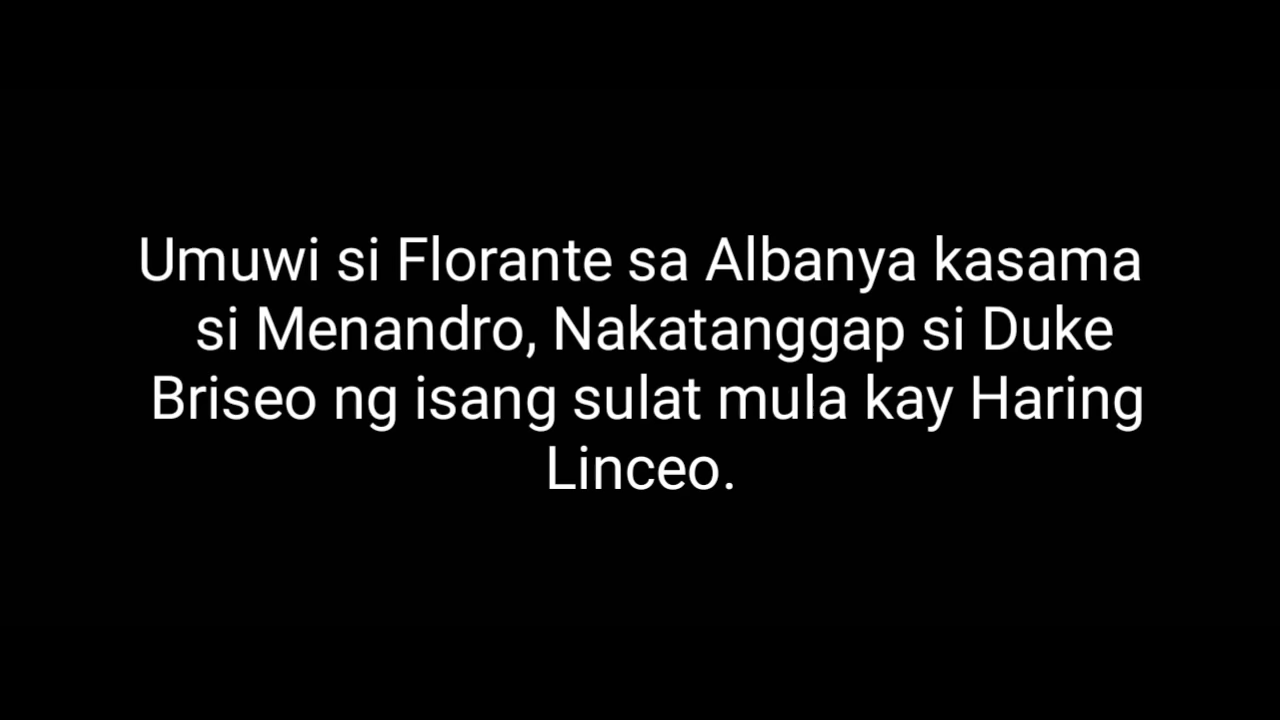 Umuwi si Florante sa Albanya kasama
si Menandro, Nakatanggap si Duke
Briseo ng isang sulat mula kay Haring
Linceo.